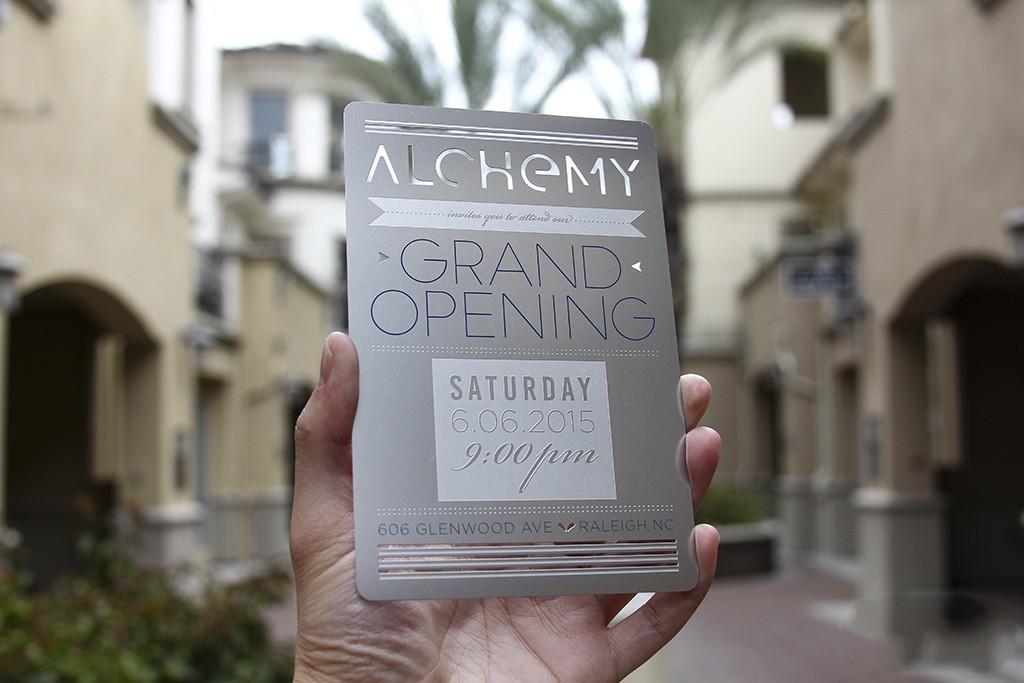 ALCHeMY
invites you to attend our
GRAND
OPENING
SATURDAY
6.06.2015
9:00pm
606 GLENWOOD AVE RALEIGH, NC